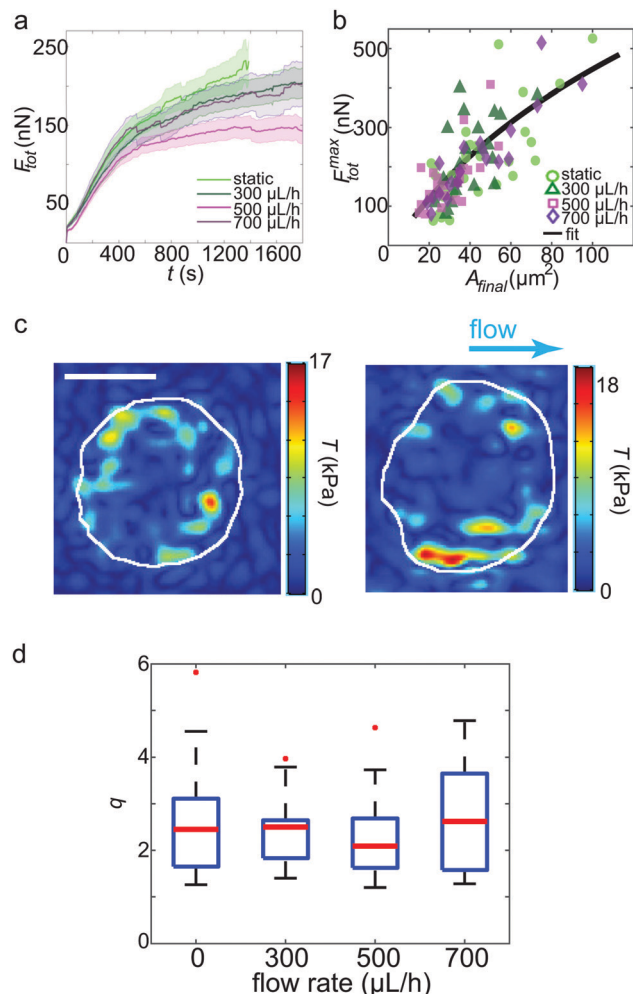 a
250
150
50
F_tot (nN)
0 400 800 1200 1600
t (s)
static
300 µL/h
500 µL/h
700 µL/h
b
500
300
100
F_tot^max (nN)
20 40 60 80 100
A_final (µm²)
static
300 µL/h
500 µL/h
700 µL/h
fit
c
flow
17
T (kPa)
0
18
T (kPa)
0
d
6
4
2
0
q
0 300 500 700
flow rate (µL/h)